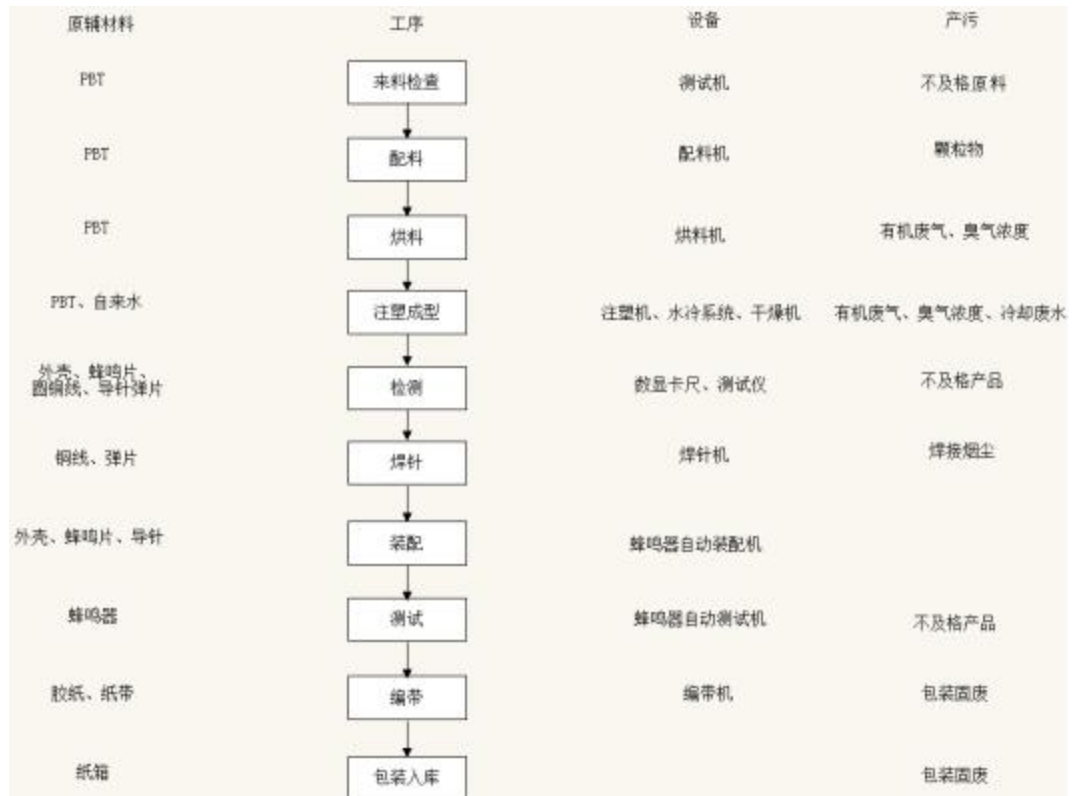 原辅材料 工序 设备 产污
PBT 来料检查 测试机 不及格原料
PBT 配料 配料机 颗粒物
PBT 烘料 烘料机 有机废气、臭气浓度
PBT、自来水 注塑成型 注塑机、水冷系统、干燥机 有机废气、臭气浓度、冷却废水
外壳、蜂鸣片、
圆铜线、导针弹片 检测 数显卡尺、测试仪 不及格产品
铜线、弹片 焊针 焊针机 焊接烟尘
外壳、蜂鸣片、导针 装配 蜂鸣器自动装配机
蜂鸣器 测试 蜂鸣器自动测试机 不及格产品
胶纸、纸带 编带 编带机 包装固废
纸箱 包装入库 包装固废